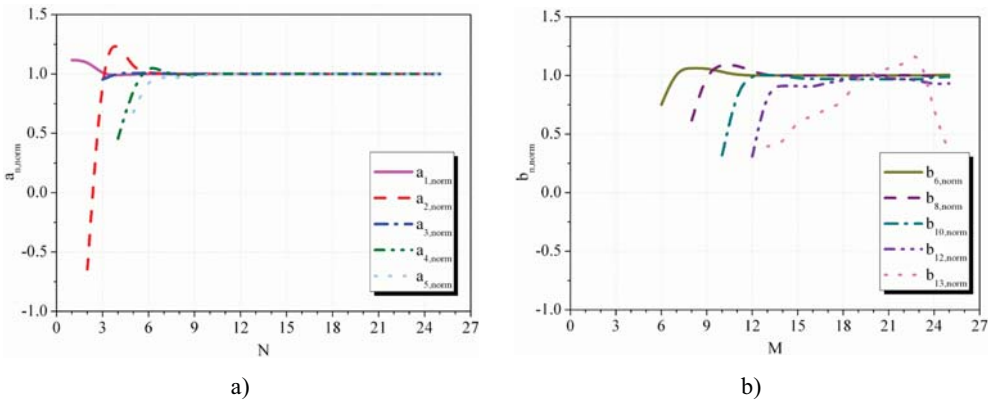 1.5
1.0
0.5
0.0
-0.5
-1.0
a n,norm
0 3 6 9 12 15 18 21 24 27
N
a 1,norm
a 2,norm
a 3,norm
a 4,norm
a 5,norm
a)
1.5
1.0
0.5
0.0
-0.5
-1.0
b n,norm
0 3 6 9 12 15 18 21 24 27
M
b 6,norm
b 8,norm
b 10,norm
b 12,norm
b 13,norm
b)